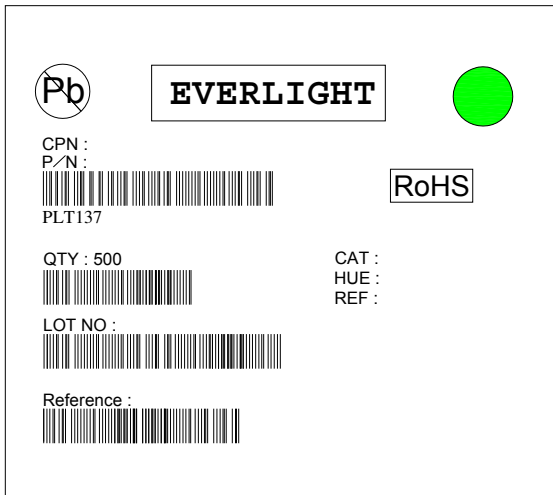 Pb
EVERLIGHT
CPN :
P/N :
PLT137
RoHS
QTY : 500
CAT :
HUE :
REF :
LOT NO :
Reference :